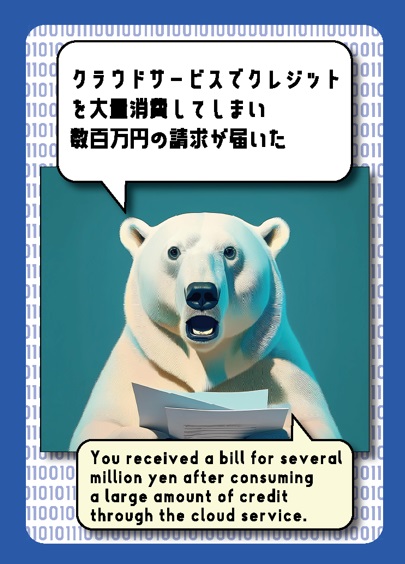 クラウドサービスでクレジット
を大量消費してしまい
数百万円の請求が届いた
You received a bill for several
million yen after consuming
a large amount of credit
through the cloud service.